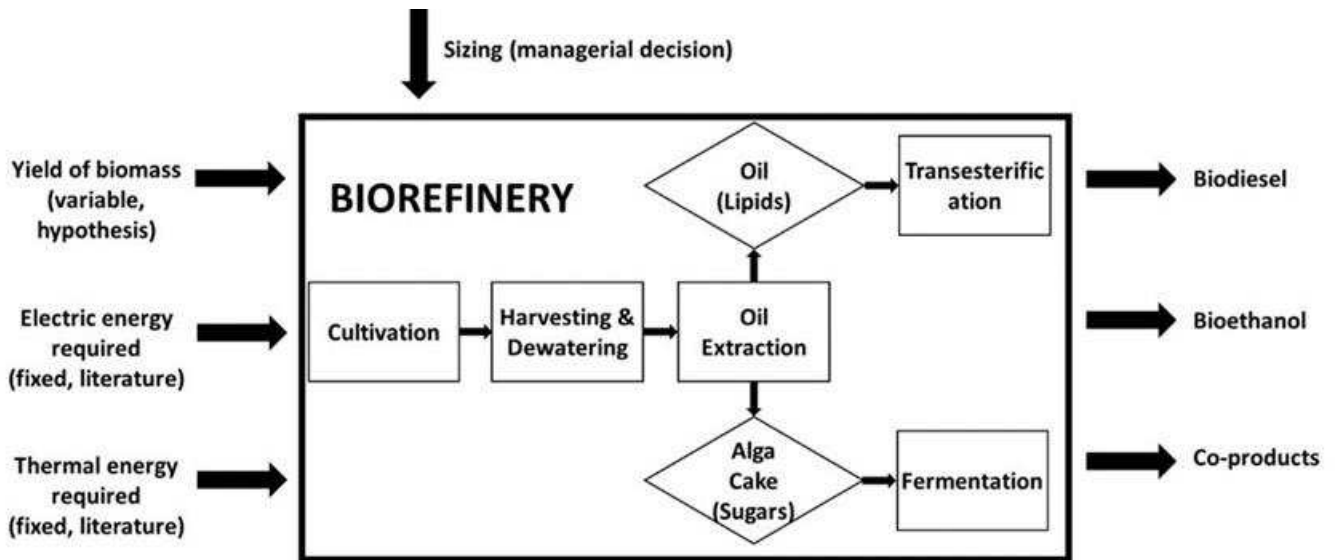 Sizing (managerial decision)
Yield of biomass
(variable,
hypothesis)
Electric energy
required
(fixed, literature)
Thermal energy
required
(fixed, literature)
BIOREFINERY
Cultivation
Harvesting &
Dewatering
Oil
Extraction
Oil
(Lipids)
Transesterific
ation
Alga
Cake
(Sugars)
Fermentation
Biodiesel
Bioethanol
Co-products